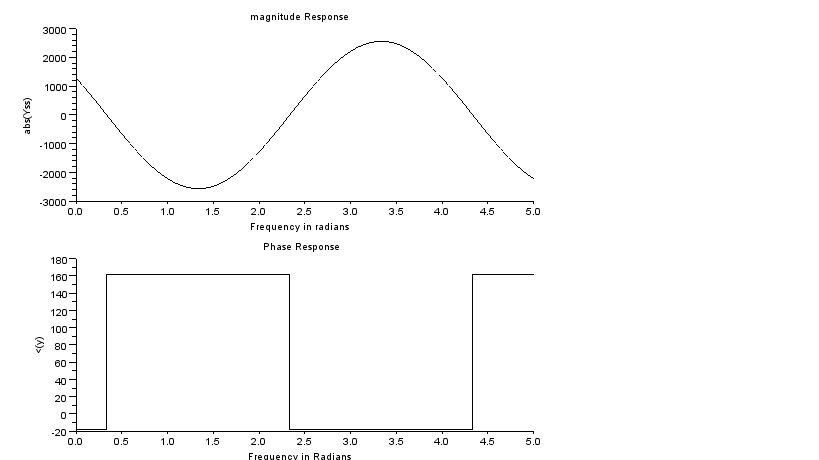 magnitude Response
3000
2000
1000
0
-1000
-2000
-3000
abs(Yss)
0.0 0.5 1.0 1.5 2.0 2.5 3.0 3.5 4.0 4.5 5.0
Frequency in radians
Phase Response
180
160
140
120
100
80
60
40
20
0
-20
<(y)
0.0 0.5 1.0 1.5 2.0 2.5 3.0 3.5 4.0 4.5 5.0
Frequency in Radians